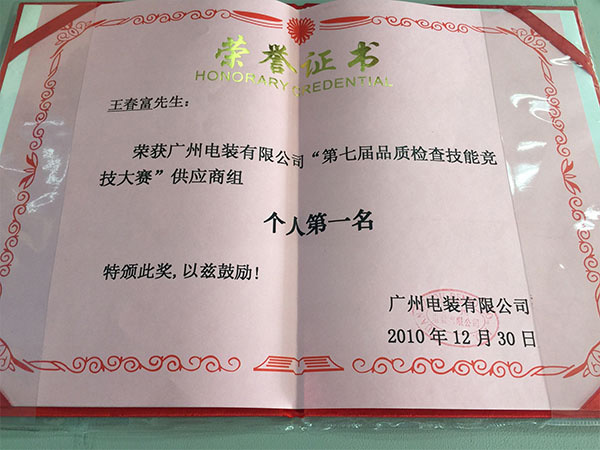 荣誉证书
HONORARY CREDENTIAL
王春富先生：
荣获广州电装有限公司“第七届品质检查技能竞
技大赛”供应商组
个人第一名
特颁此奖，以兹鼓励！
广州电装有限公司
2010年12月30日